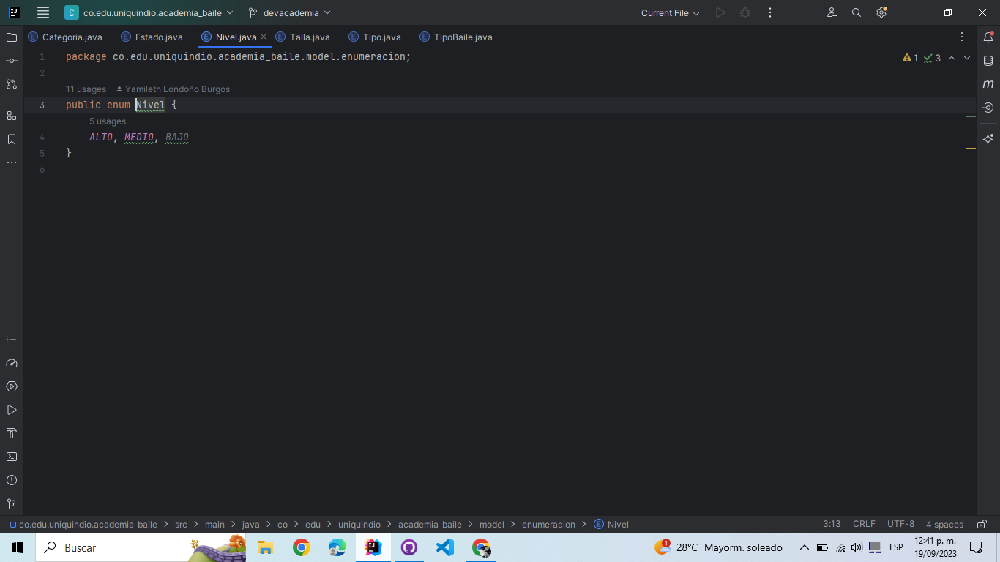 C co.edu.uniquindio.academia_baile devacademia Current File
Categoria.java Estado.java Nivel.java Talla.java Tipo.java TipoBaile.java
1 package co.edu.uniquindio.academia_baile.model.enumeracion; 1 3
2
11 usages Yamileth Londoño Burgos
3 public enum Nivel {
5 usages
4 ALTO, MEDIO, BAJO
5 }
6
co.edu.uniquindio.academia_baile > src > main > java > co > edu > uniquindio > academia_baile > model > enumeracion > Nivel 3:13 CRLF UTF-8 4 spaces
Buscar 1 28°C Mayorm. soleado ESP 12:41 p. m.
19/09/2023